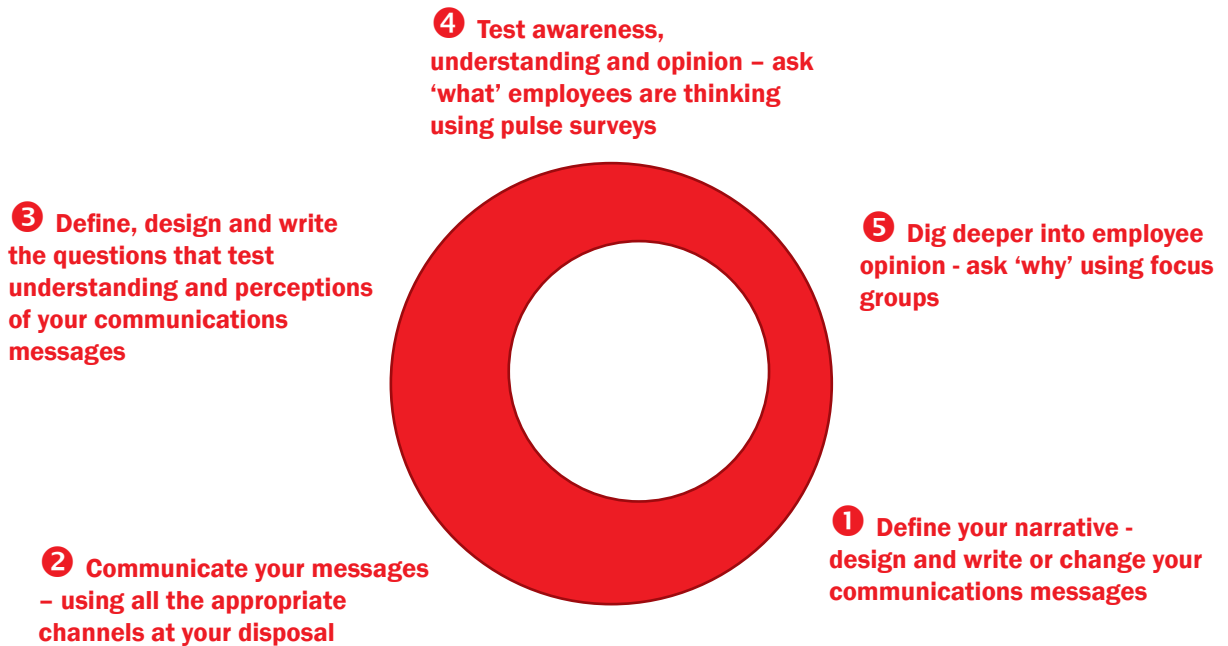 ❹ Test awareness,
understanding and opinion – ask
‘what’ employees are thinking
using pulse surveys
❸ Define, design and write
the questions that test
understanding and perceptions
of your communications
messages
❺ Dig deeper into employee
opinion - ask ‘why’ using focus
groups
❷ Communicate your messages
– using all the appropriate
channels at your disposal
❶ Define your narrative -
design and write or change your
communications messages